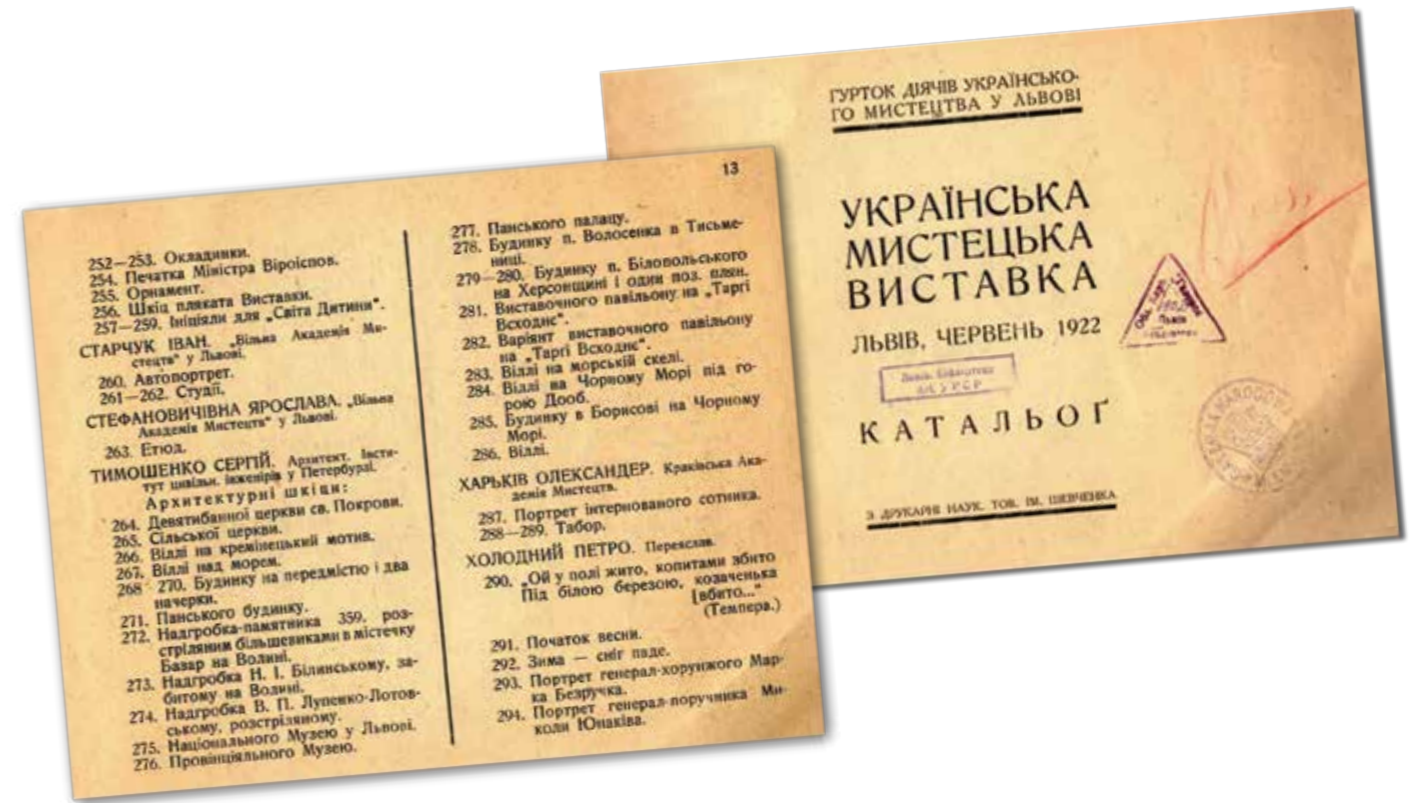 13
252—253. Окладинки.
254. Печатка Міністра Віроіспов.
255. Орнамент.
256. Шкіц плаката Виставки.
257—259. Ініціяли для „Світа Дитини“.
СТАРЧУК ІВАН. „Вільна Академія Ми-
стецтв“ у Львові.
260. Автопортрет.
261—262. Студії.
СТЕФАНОВИЧІВНА ЯРОСЛАВА. „Вільна
Академія Мистецтв“ у Львові.
263. Етюд.
ТИМОШЕНКО СЕРГІЙ. Архитект. Інсти-
тут цивільн. інженірів у Петербурзі.
Архитектурні шкіци:
264. Девятибанної церкви св. Покрови.
265. Сільської церкви.
266. Віллі на кремінецький мотив.
267. Віллі над морем.
268—270. Будинку на передмістю і два
начерки.
271. Панського будинку.
272. Надгробка-памятника 359, роз-
стріляним більшевиками в містечку
Базар на Волині.
273. Надгробка Н. І. Білинському, за-
битому на Волині.
274. Надгробка В. П. Лупенко-Лотов-
ському, розстріляному.
275. Національного Музею у Львові.
276. Провінціяльного Музею.
277. Панського палацу.
278. Будинку п. Волосенка в Тисьме-
ниці.
279—280. Будинку п. Біловольського
на Херсонщині і один поз. плян.
281. Виставочного павільону на „Таргі
Всходнє“.
282. Варіянт виставочного павільону
на „Таргі Всходнє“.
283. Віллі на морській скелі.
284. Віллі на Чорному Морі під го-
рою Дооб.
285. Будинку в Борисові на Чорному
Морі.
286. Віллі.
ХАРЬКІВ ОЛЕКСАНДЕР. Краківська Ака-
демія Мистецтв.
287. Портрет інтернованого сотника.
288—289. Табор.
ХОЛОДНИЙ ПЕТРО. Переяслав.
290. „Ой у полі жито, копитами збито
Під білою березою, козаченька
[вбито...“
(Темпера.)
291. Початок весни.
292. Зима — сніг паде.
293. Портрет генерал-хорунжого Мар-
ка Безручка.
294. Портрет генерал-поручника Ми-
коли Юнаківа.
ГУРТОК ДІЯЧІВ УКРАЇНСЬКО-
ГО МИСТЕЦТВА У ЛЬВОВІ
УКРАЇНСЬКА
МИСТЕЦЬКА
ВИСТАВКА
ЛЬВІВ, ЧЕРВЕНЬ 1922
Львів. Бібліотека
АН УРСР
КАТАЛЬОҐ
З ДРУКАРНІ НАУК. ТОВ. ІМ. ШЕВЧЕНКА